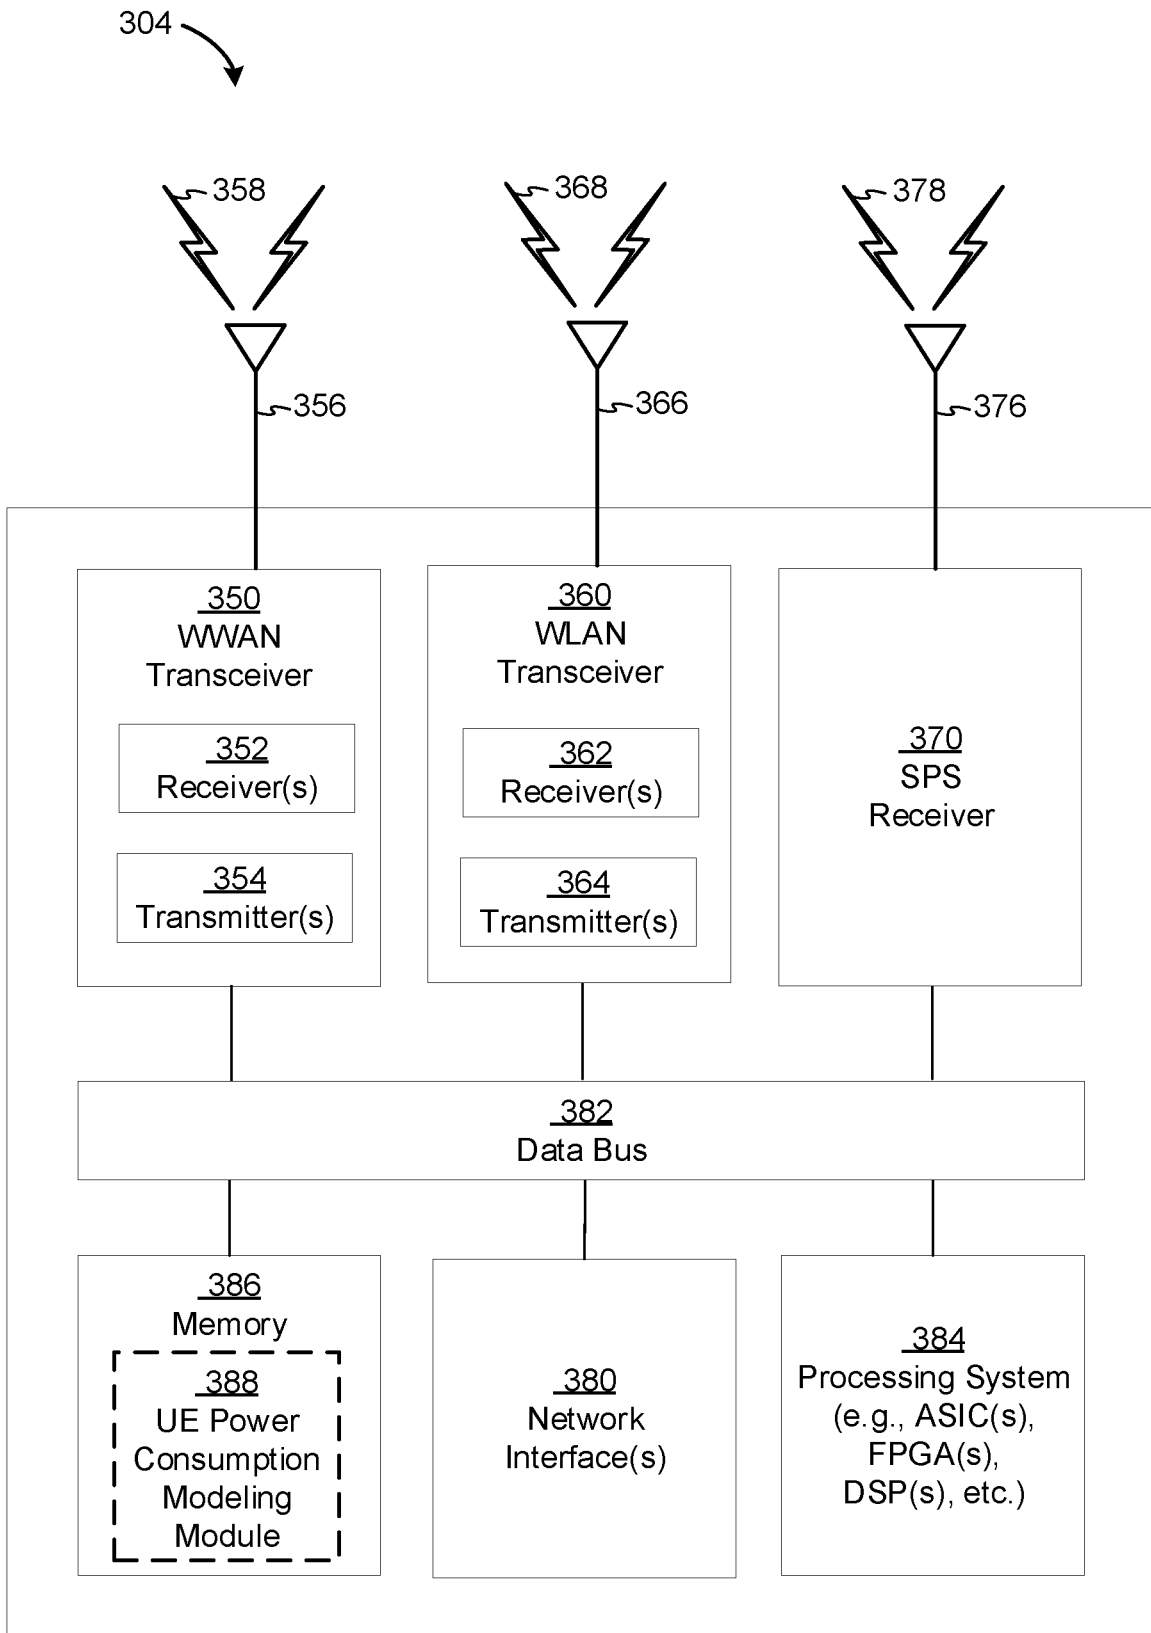 304
358
368
378
356
366
376
350
WWAN
Transceiver
352
Receiver(s)
354
Transmitter(s)
360
WLAN
Transceiver
362
Receiver(s)
364
Transmitter(s)
370
SPS
Receiver
382
Data Bus
386
Memory
388
UE Power
Consumption
Modeling
Module
380
Network
Interface(s)
384
Processing System
(e.g., ASIC(s),
FPGA(s),
DSP(s), etc.)